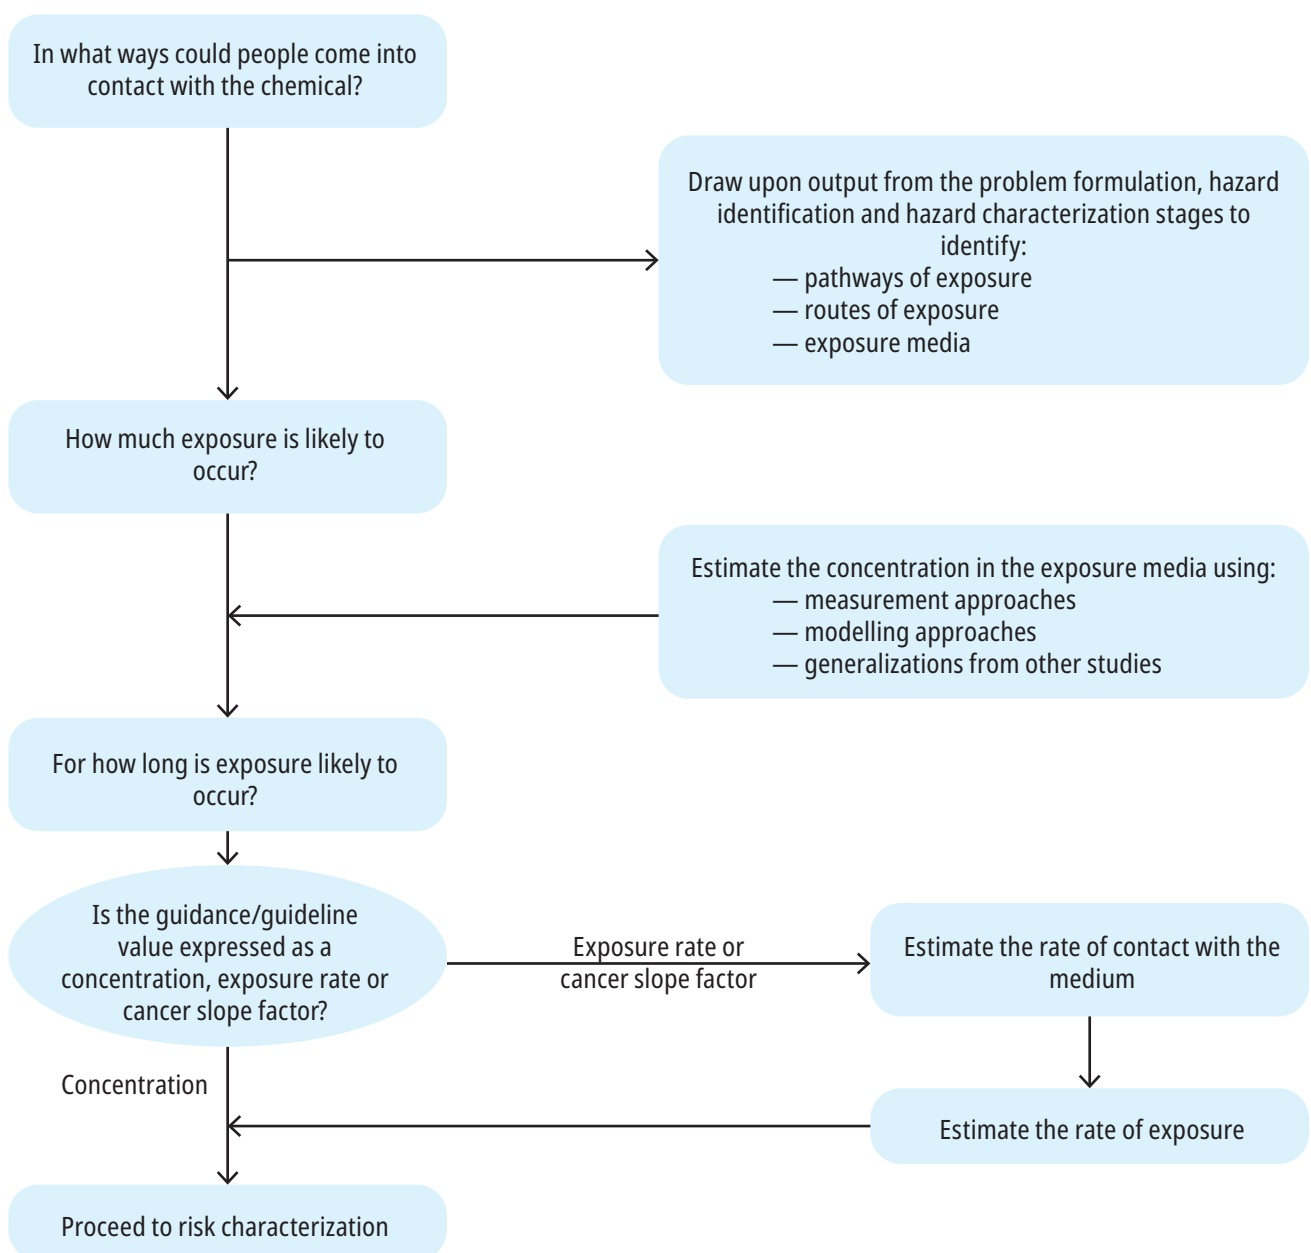 In what ways could people come into
contact with the chemical?
Draw upon output from the problem formulation, hazard
identification and hazard characterization stages to
identify:
— pathways of exposure
— routes of exposure
— exposure media
How much exposure is likely to
occur?
Estimate the concentration in the exposure media using:
— measurement approaches
— modelling approaches
— generalizations from other studies
For how long is exposure likely to
occur?
Is the guidance/guideline
value expressed as a
concentration, exposure rate or
cancer slope factor?
Exposure rate or
cancer slope factor
Estimate the rate of contact with the
medium
Concentration
Estimate the rate of exposure
Proceed to risk characterization